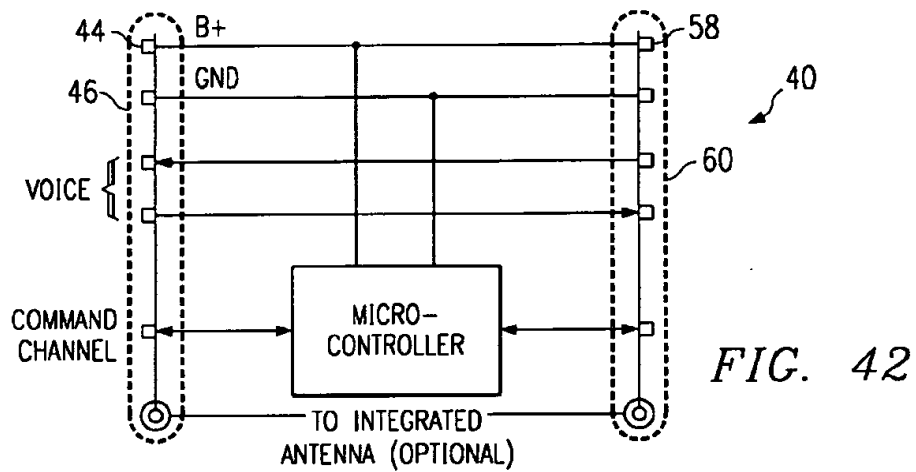 44
B+
58
46
GND
40
VOICE
60
COMMAND
CHANNEL
MICRO-
CONTROLLER
FIG. 42
TO INTEGRATED
ANTENNA (OPTIONAL)